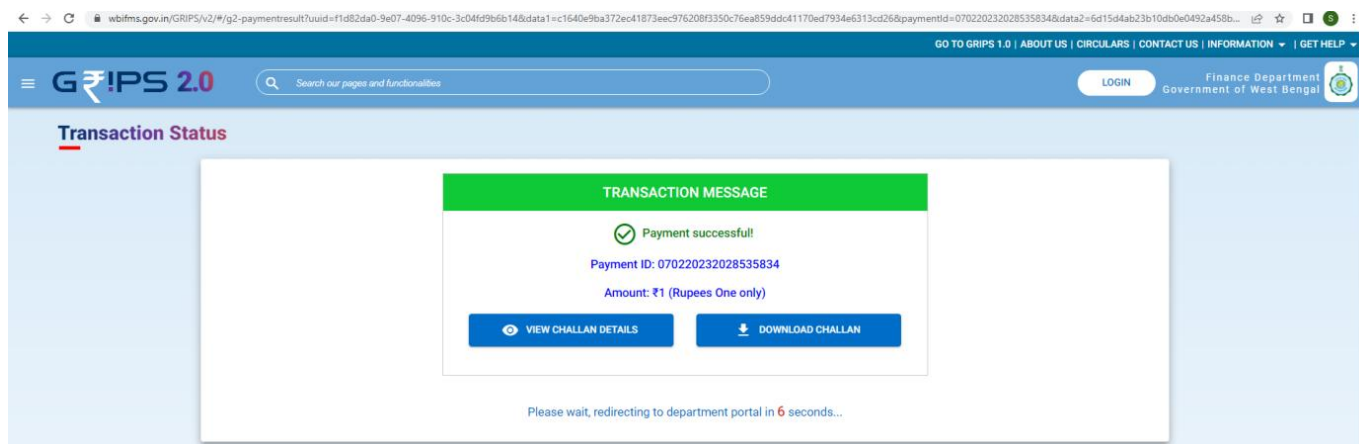 wbifms.gov.in/GRIPS/v2/#/g2-paymentresult?uuid=f1d82da0-9e07-4096-910c-3c04fd9b6b14&data1=c1640e9ba372ec41873eec976208f3350c76ea859ddc41170ed7934e6313cd26&paymentId=070220232028535834&data2=6d15d4ab23b10db0e0492a458b...
S
GO TO GRIPS 1.0 | ABOUT US | CIRCULARS | CONTACT US | INFORMATION | GET HELP
G₹!PS 2.0
Search our pages and functionalities
LOGIN
Finance Department
Government of West Bengal
Transaction Status
TRANSACTION MESSAGE
Payment successful!
Payment ID: 070220232028535834
Amount: ₹1 (Rupees One only)
VIEW CHALLAN DETAILS
DOWNLOAD CHALLAN
Please wait, redirecting to department portal in 6 seconds...